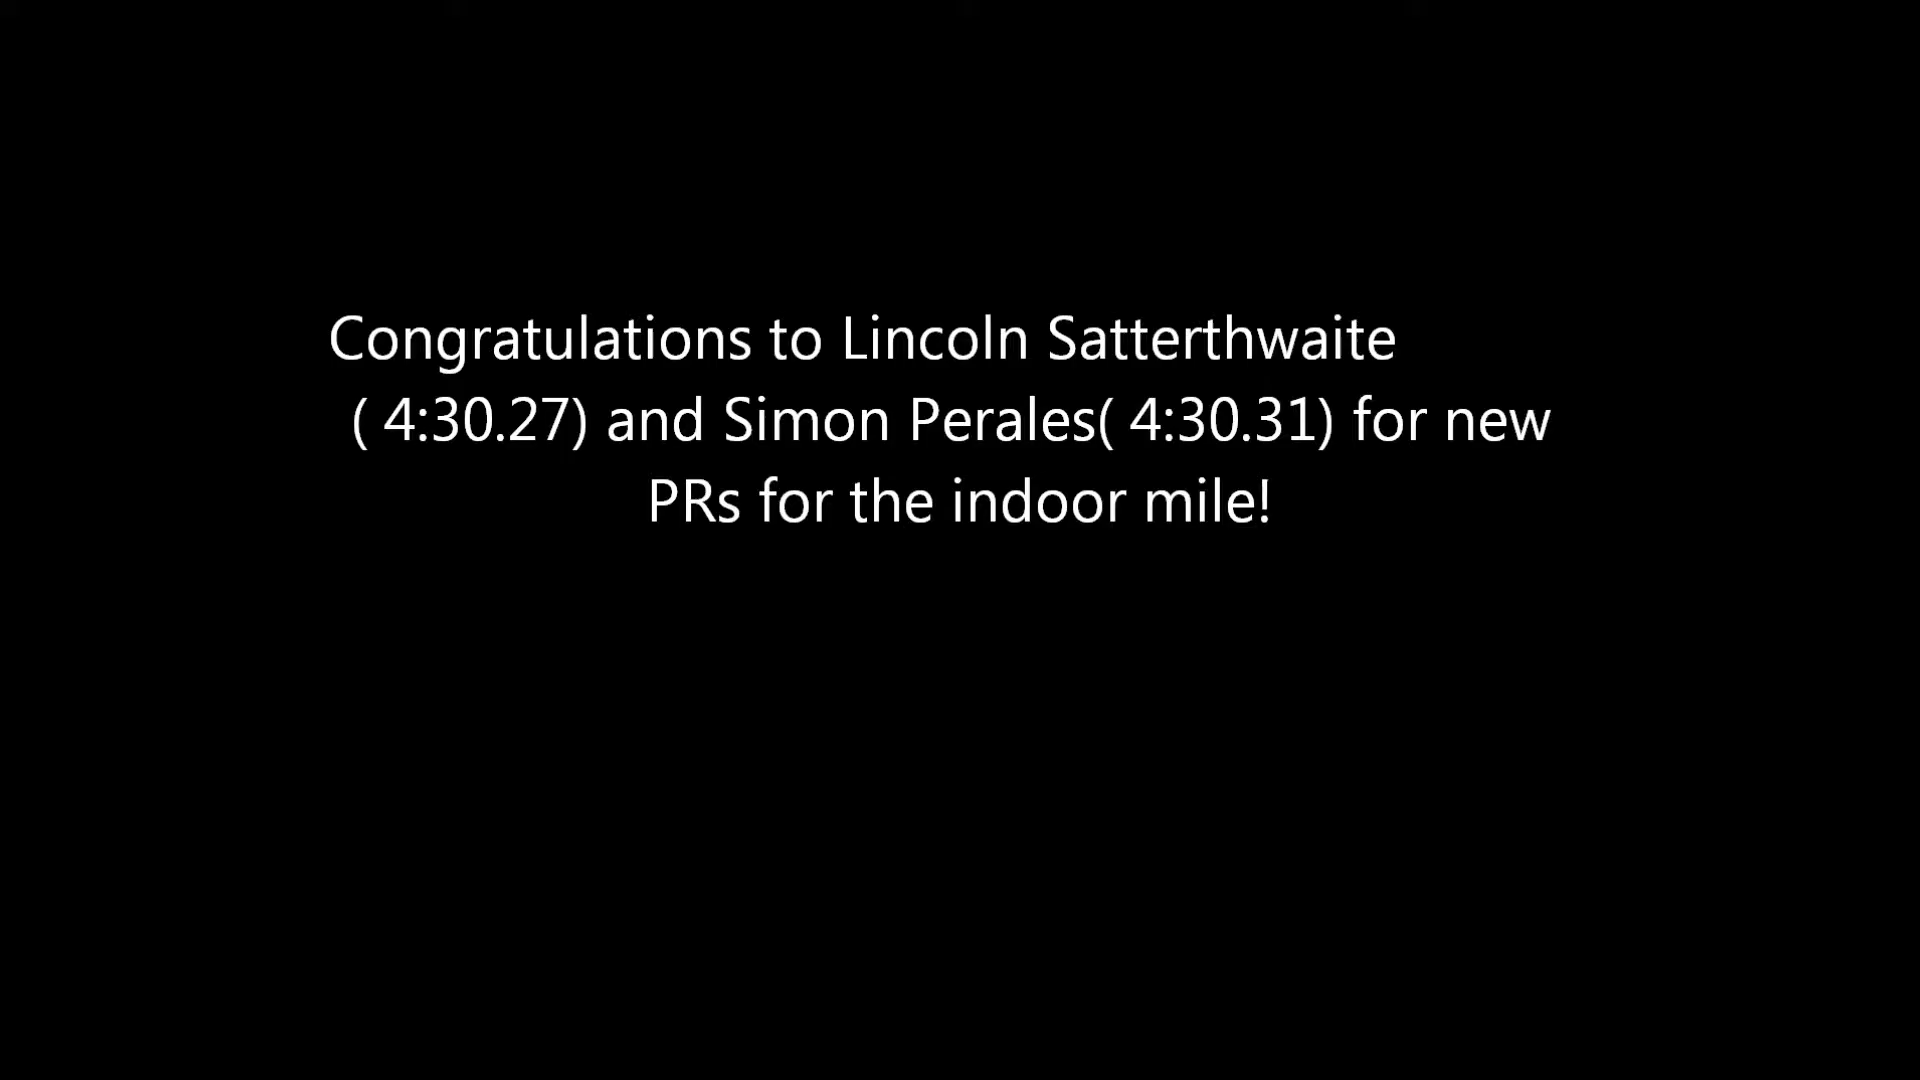 Congratulations to Lincoln Satterthwaite
( 4:30.27) and Simon Perales( 4:30.31) for new
PRs for the indoor mile!